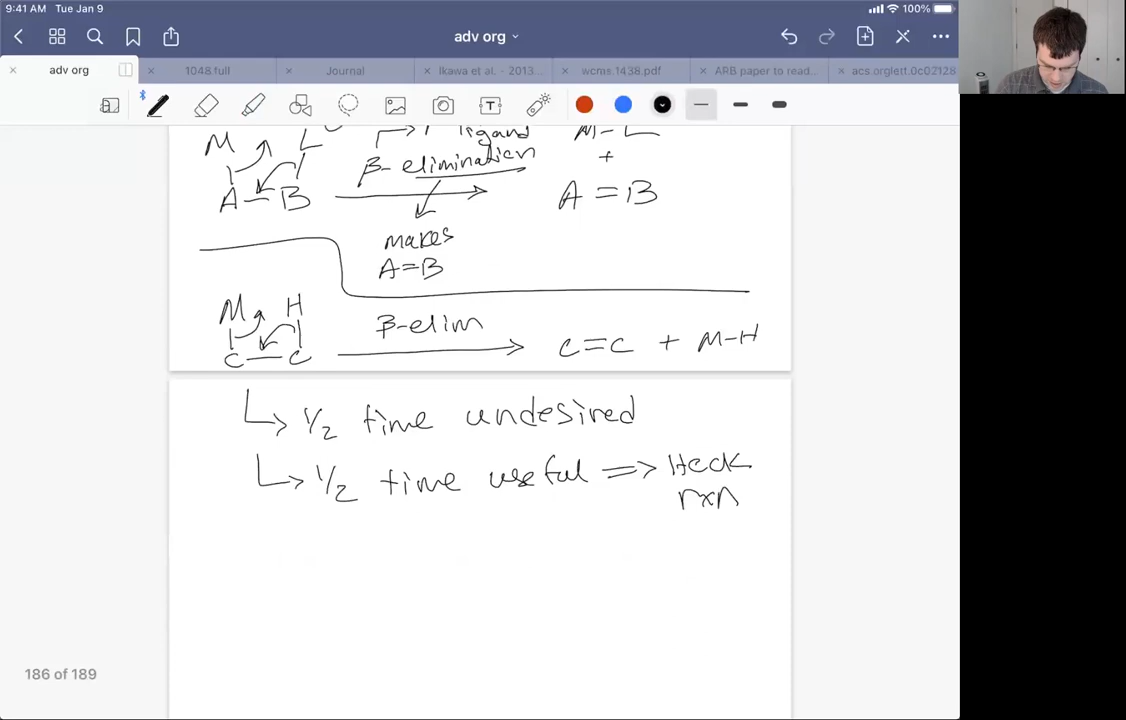 9:41 AM Tue Jan 9
100%
adv org
adv org
1048.full
Journal
Ikawa et al. - 2013...
wcms.1438.pdf
ARB paper to read...
acs.orglett.0c02128
M L ligand M-L
β-elimination +
A-B A=B
makes
A=B
M H β-elim
C-C C=C + M-H
1/2 time undesired
1/2 time useful => Heck
rxn
186 of 189